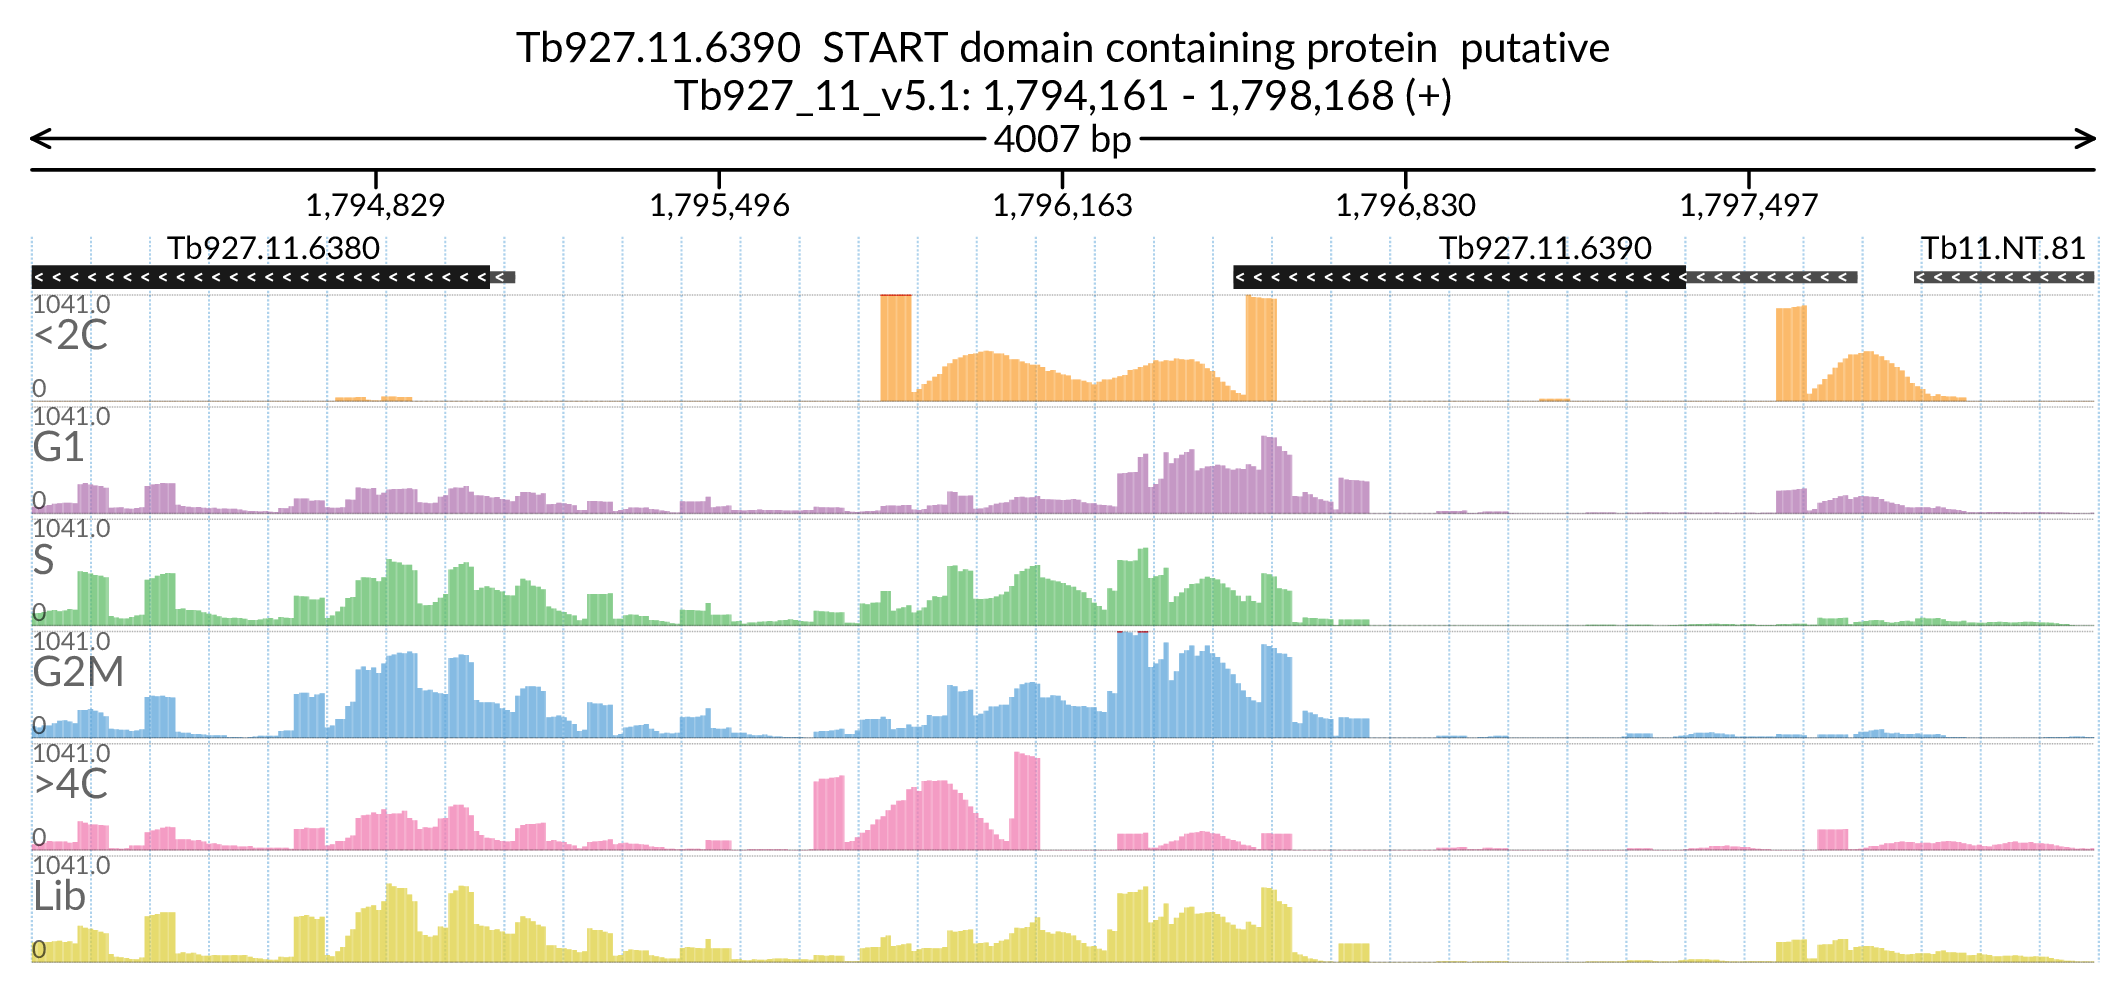 Tb927.11.6390  START domain containing protein  putative
Tb927_11_v5.1: 1,794,161 - 1,798,168 (+)
4007 bp
1,794,829 1,795,496 1,796,163 1,796,830 1,797,497
Tb927.11.6380 Tb927.11.6390 Tb11.NT.81
1041.0
<2C
0
1041.0
G1
0
1041.0
S
0
1041.0
G2M
0
1041.0
>4C
0
1041.0
Lib
0